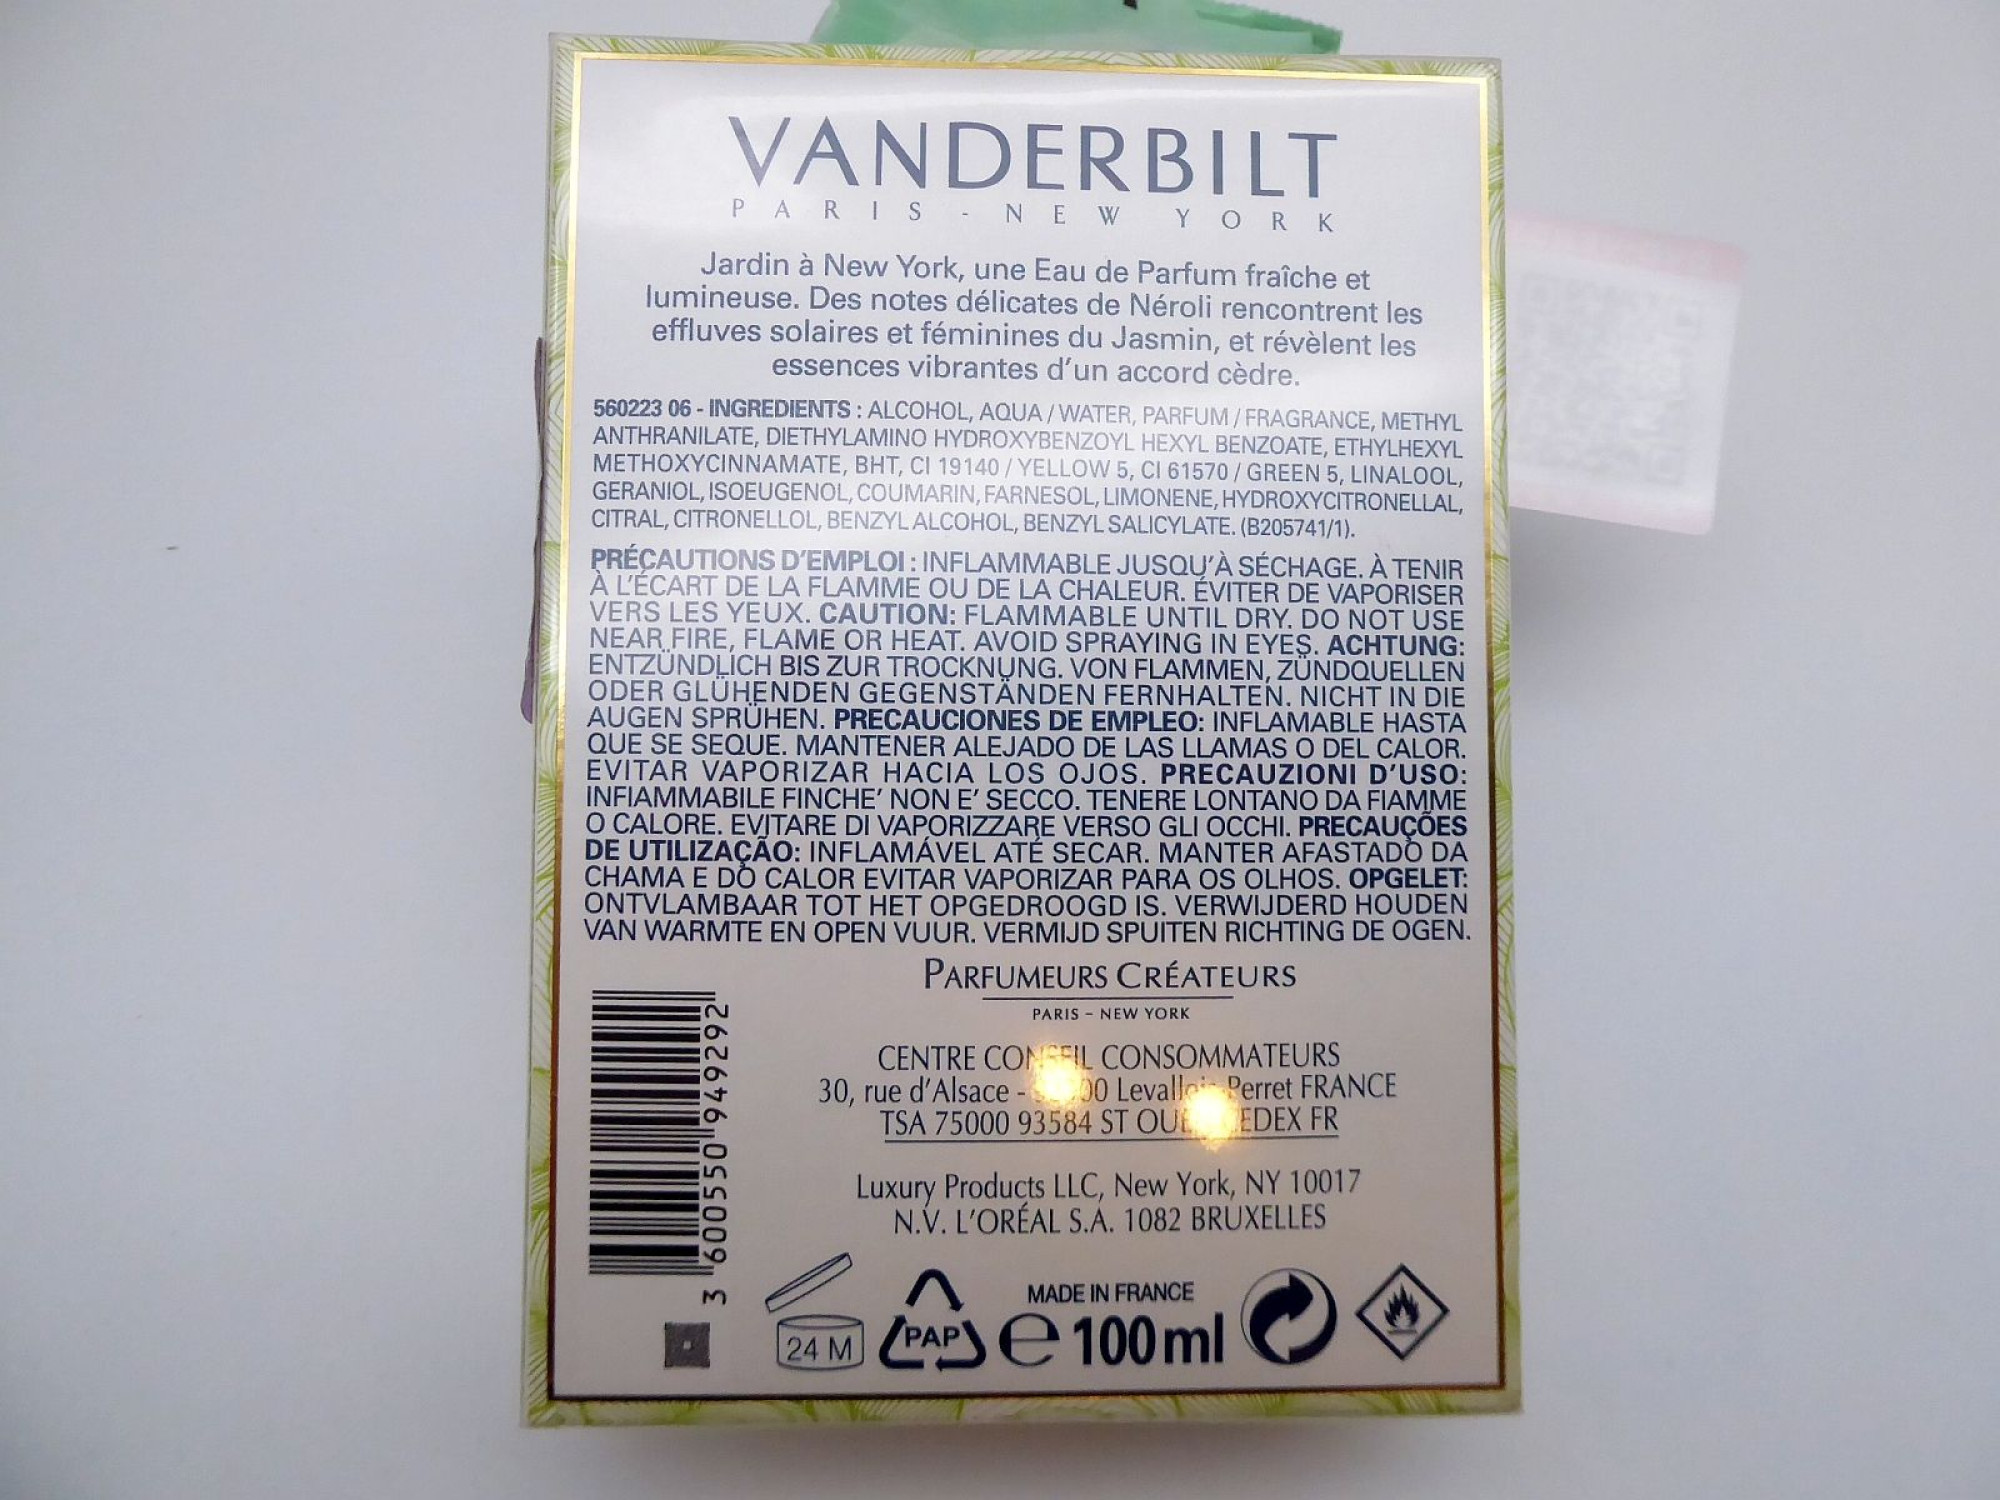 VANDERBILT
PARIS - NEW YORK
Jardin à New York, une Eau de Parfum fraîche et
lumineuse. Des notes délicates de Néroli rencontrent les
effluves solaires et féminines du Jasmin, et révèlent les
essences vibrantes d'un accord cèdre.
560223 06 - INGREDIENTS : ALCOHOL, AQUA / WATER, PARFUM / FRAGRANCE, METHYL
ANTHRANILATE, DIETHYLAMINO HYDROXYBENZOYL HEXYL BENZOATE, ETHYLHEXYL
METHOXYCINNAMATE, BHT, CI 19140 / YELLOW 5, CI 61570 / GREEN 5, LINALOOL,
GERANIOL, ISOEUGENOL, COUMARIN, FARNESOL, LIMONENE, HYDROXYCITRONELLAL,
CITRAL, CITRONELLOL, BENZYL ALCOHOL, BENZYL SALICYLATE. (B205741/1).
PRÉCAUTIONS D'EMPLOI : INFLAMMABLE JUSQU'À SÉCHAGE. À TENIR
À L'ÉCART DE LA FLAMME OU DE LA CHALEUR. ÉVITER DE VAPORISER
VERS LES YEUX. CAUTION: FLAMMABLE UNTIL DRY. DO NOT USE
NEAR FIRE, FLAME OR HEAT. AVOID SPRAYING IN EYES. ACHTUNG:
ENTZÜNDLICH BIS ZUR TROCKNUNG. VON FLAMMEN, ZÜNDQUELLEN
ODER GLÜHENDEN GEGENSTÄNDEN FERNHALTEN. NICHT IN DIE
AUGEN SPRÜHEN. PRECAUCIONES DE EMPLEO: INFLAMABLE HASTA
QUE SE SEQUE. MANTENER ALEJADO DE LAS LLAMAS O DEL CALOR.
EVITAR VAPORIZAR HACIA LOS OJOS. PRECAUZIONI D'USO:
INFIAMMABILE FINCHE' NON E' SECCO. TENERE LONTANO DA FIAMME
O CALORE. EVITARE DI VAPORIZZARE VERSO GLI OCCHI. PRECAUÇÕES
DE UTILIZAÇÃO: INFLAMÁVEL ATÉ SECAR. MANTER AFASTADO DA
CHAMA E DO CALOR EVITAR VAPORIZAR PARA OS OLHOS. OPGELET:
ONTVLAMBAAR TOT HET OPGEDROOGD IS. VERWIJDERD HOUDEN
VAN WARMTE EN OPEN VUUR. VERMIJD SPUITEN RICHTING DE OGEN.
PARFUMEURS CRÉATEURS
PARIS - NEW YORK
CENTRE CONSEIL CONSOMMATEURS
30, rue d'Alsace - Levallois Perret FRANCE
TSA 75000 93584 ST FR
Luxury Products LLC, New York, NY 10017
N.V. L'ORÉAL S.A. 1082 BRUXELLES
3 600550 949292
MADE IN FRANCE
24 M
PAP
e 100 ml